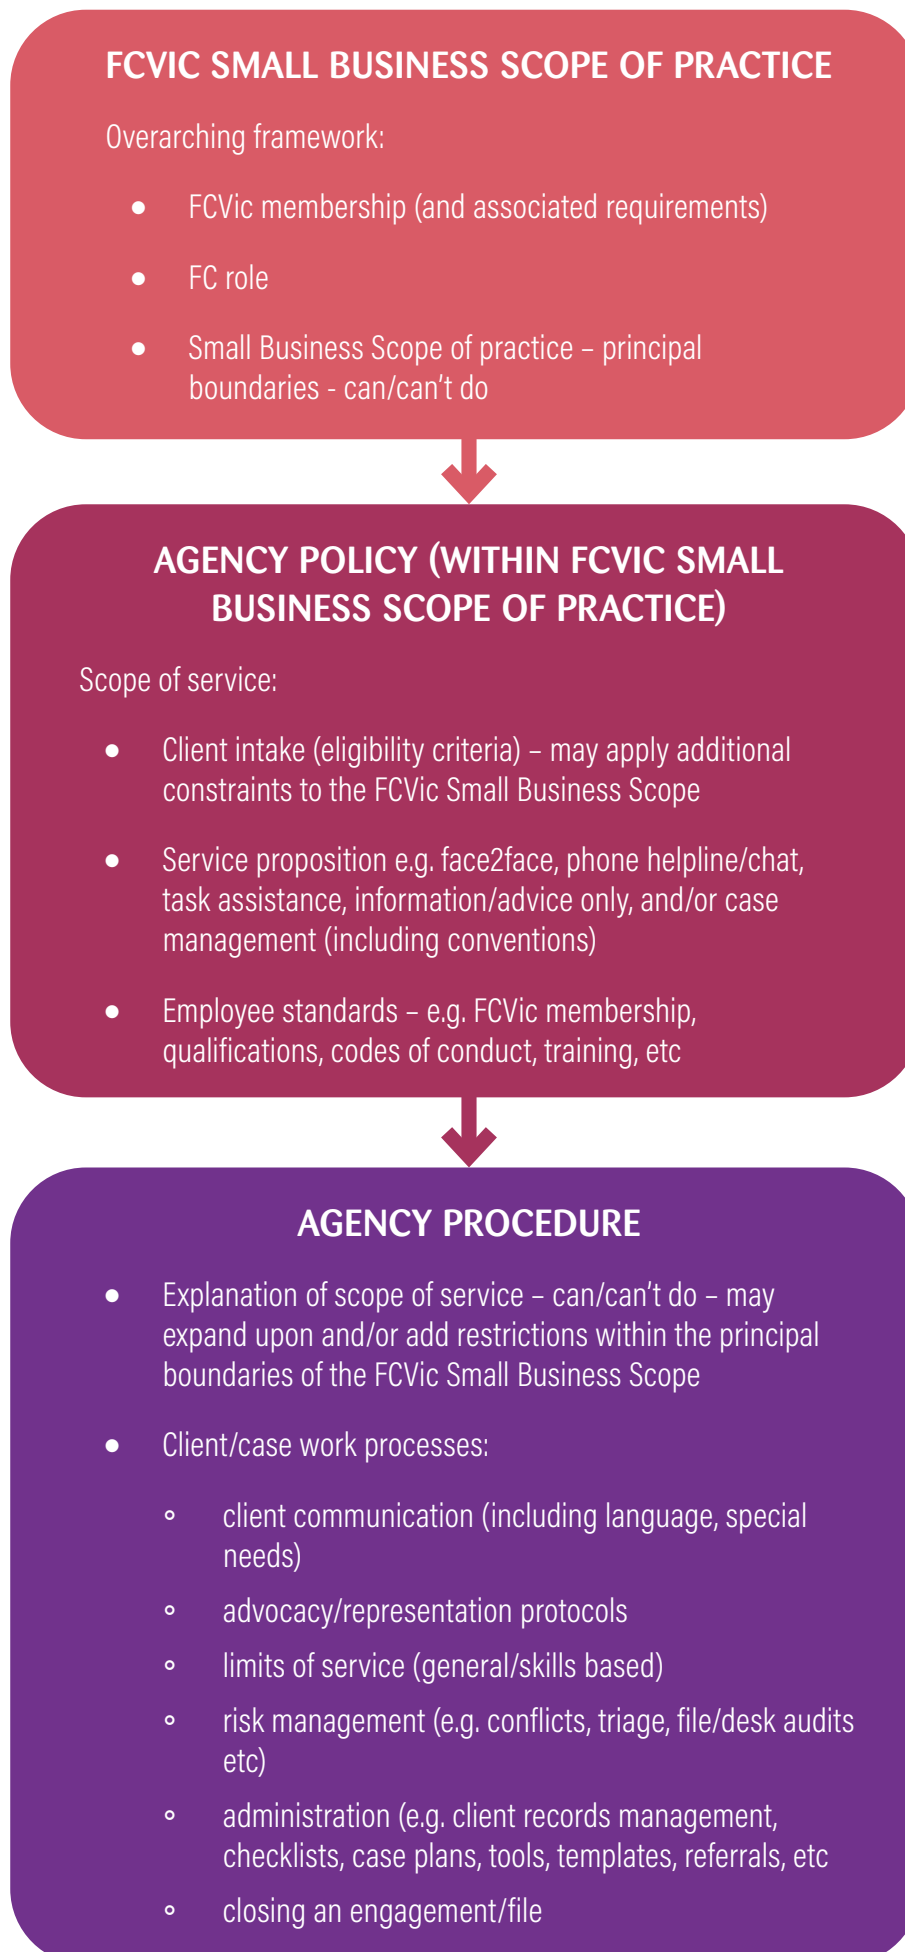 FCVIC SMALL BUSINESS SCOPE OF PRACTICE
Overarching framework:
● FCVic membership (and associated requirements)
● FC role
● Small Business Scope of practice – principal
boundaries - can/can't do
AGENCY POLICY (WITHIN FCVIC SMALL
BUSINESS SCOPE OF PRACTICE)
Scope of service:
● Client intake (eligibility criteria) – may apply additional
constraints to the FCVic Small Business Scope
● Service proposition e.g. face2face, phone helpline/chat,
task assistance, information/advice only, and/or case
management (including conventions)
● Employee standards – e.g. FCVic membership,
qualifications, codes of conduct, training, etc
AGENCY PROCEDURE
● Explanation of scope of service – can/can't do – may
expand upon and/or add restrictions within the principal
boundaries of the FCVic Small Business Scope
● Client/case work processes:
○ client communication (including language, special
needs)
○ advocacy/representation protocols
○ limits of service (general/skills based)
○ risk management (e.g. conflicts, triage, file/desk audits
etc)
○ administration (e.g. client records management,
checklists, case plans, tools, templates, referrals, etc
○ closing an engagement/file